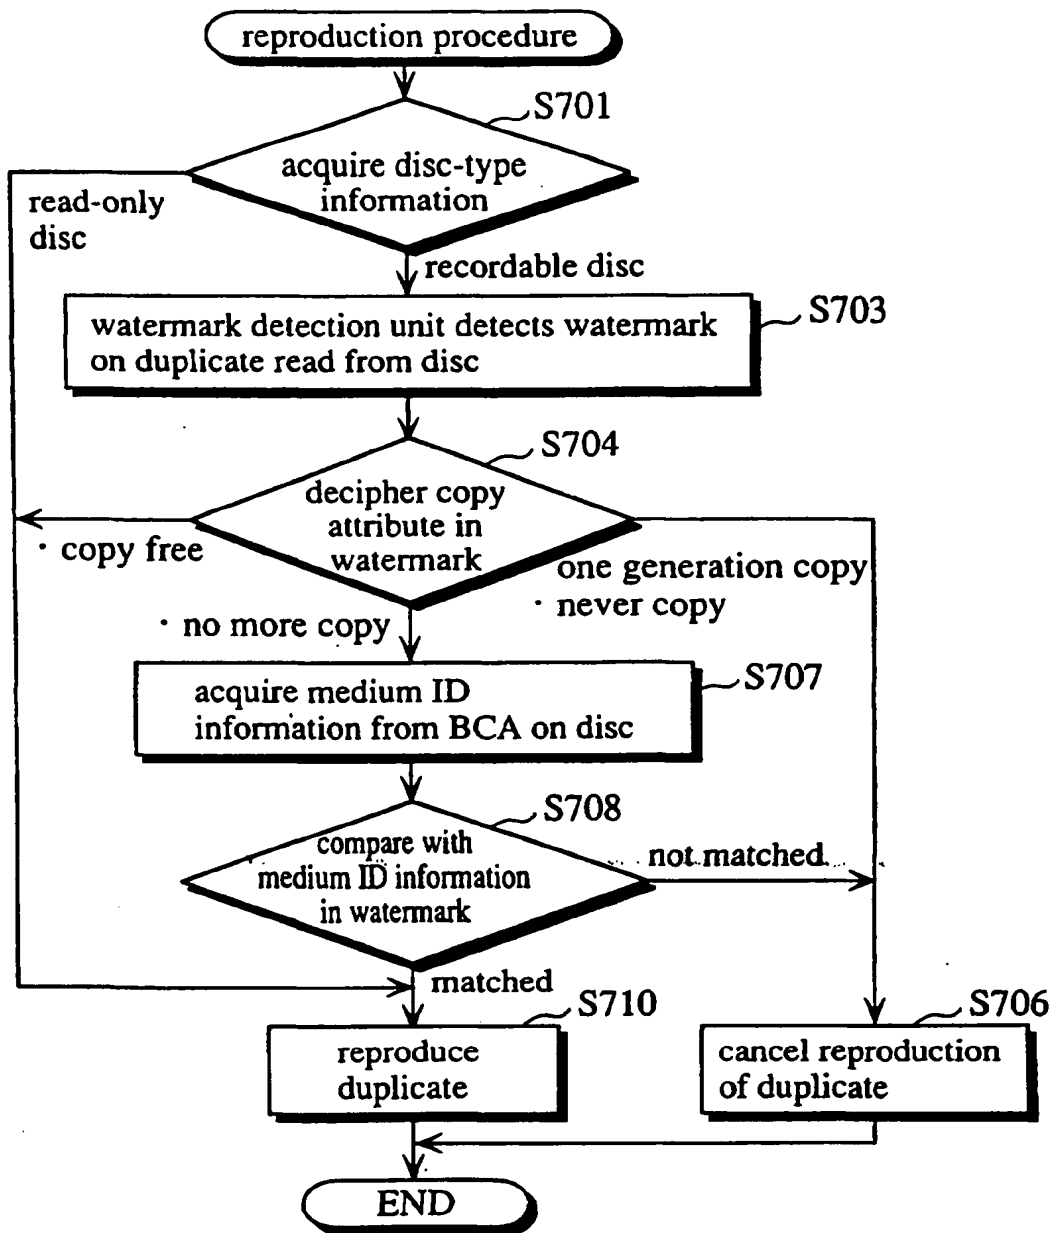 reproduction procedure
S701
acquire disc-type
information
read-only
disc
recordable disc
S703
watermark detection unit detects watermark
on duplicate read from disc
S704
decipher copy
attribute in
watermark
· copy free
one generation copy
· never copy
· no more copy
S707
acquire medium ID
information from BCA on disc
S708
compare with
medium ID information
in watermark
not matched
matched
S710
reproduce
duplicate
S706
cancel reproduction
of duplicate
END